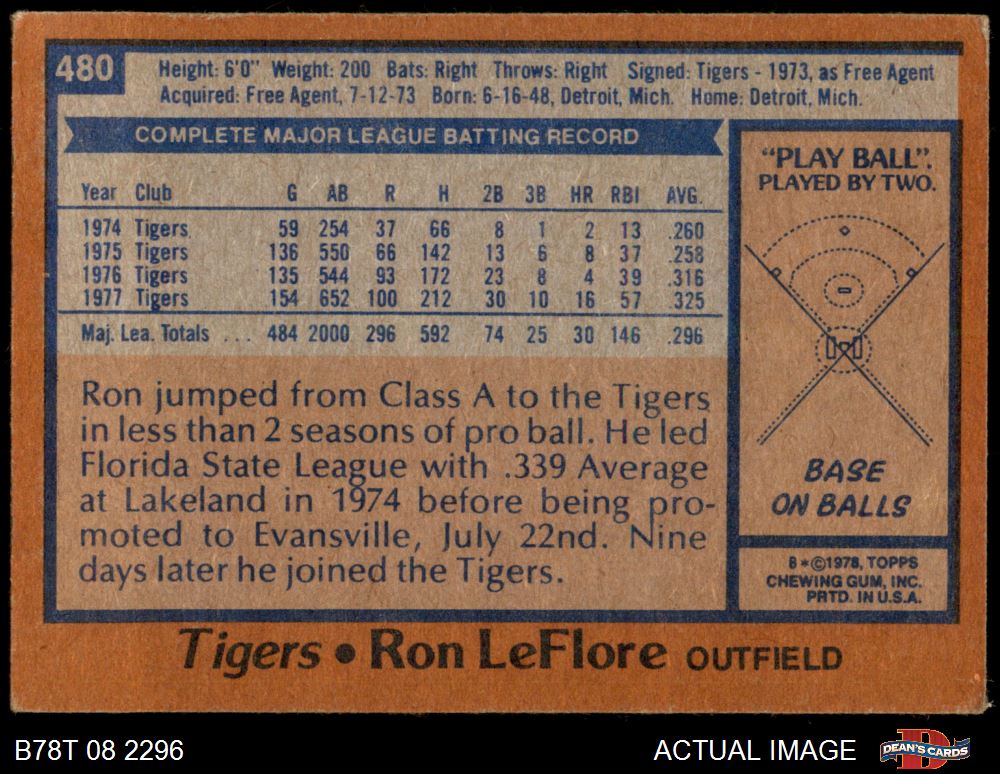 480
Height: 6'0" Weight: 200 Bats: Right Throws: Right Signed: Tigers - 1973, as Free Agent
Acquired: Free Agent, 7-12-73 Born: 6-16-48, Detroit, Mich. Home: Detroit, Mich.
COMPLETE MAJOR LEAGUE BATTING RECORD
Year Club G AB R H 2B 3B HR RBI AVG.
1974 Tigers 59 254 37 66 8 1 2 13 .260
1975 Tigers 136 550 66 142 13 6 8 37 .258
1976 Tigers 135 544 93 172 23 8 4 39 .316
1977 Tigers 154 652 100 212 30 10 16 57 .325
Maj. Lea. Totals ... 484 2000 296 592 74 25 30 146 .296
Ron jumped from Class A to the Tigers
in less than 2 seasons of pro ball. He led
Florida State League with .339 Average
at Lakeland in 1974 before being pro-
moted to Evansville, July 22nd. Nine
days later he joined the Tigers.
"PLAY BALL".
PLAYED BY TWO.
BASE
ON BALLS
B*©1978, TOPPS
CHEWING GUM, INC.
PRTD. IN U.S.A.
Tigers • Ron LeFlore OUTFIELD
B78T 08 2296
ACTUAL IMAGE
DEAN'S CARDS